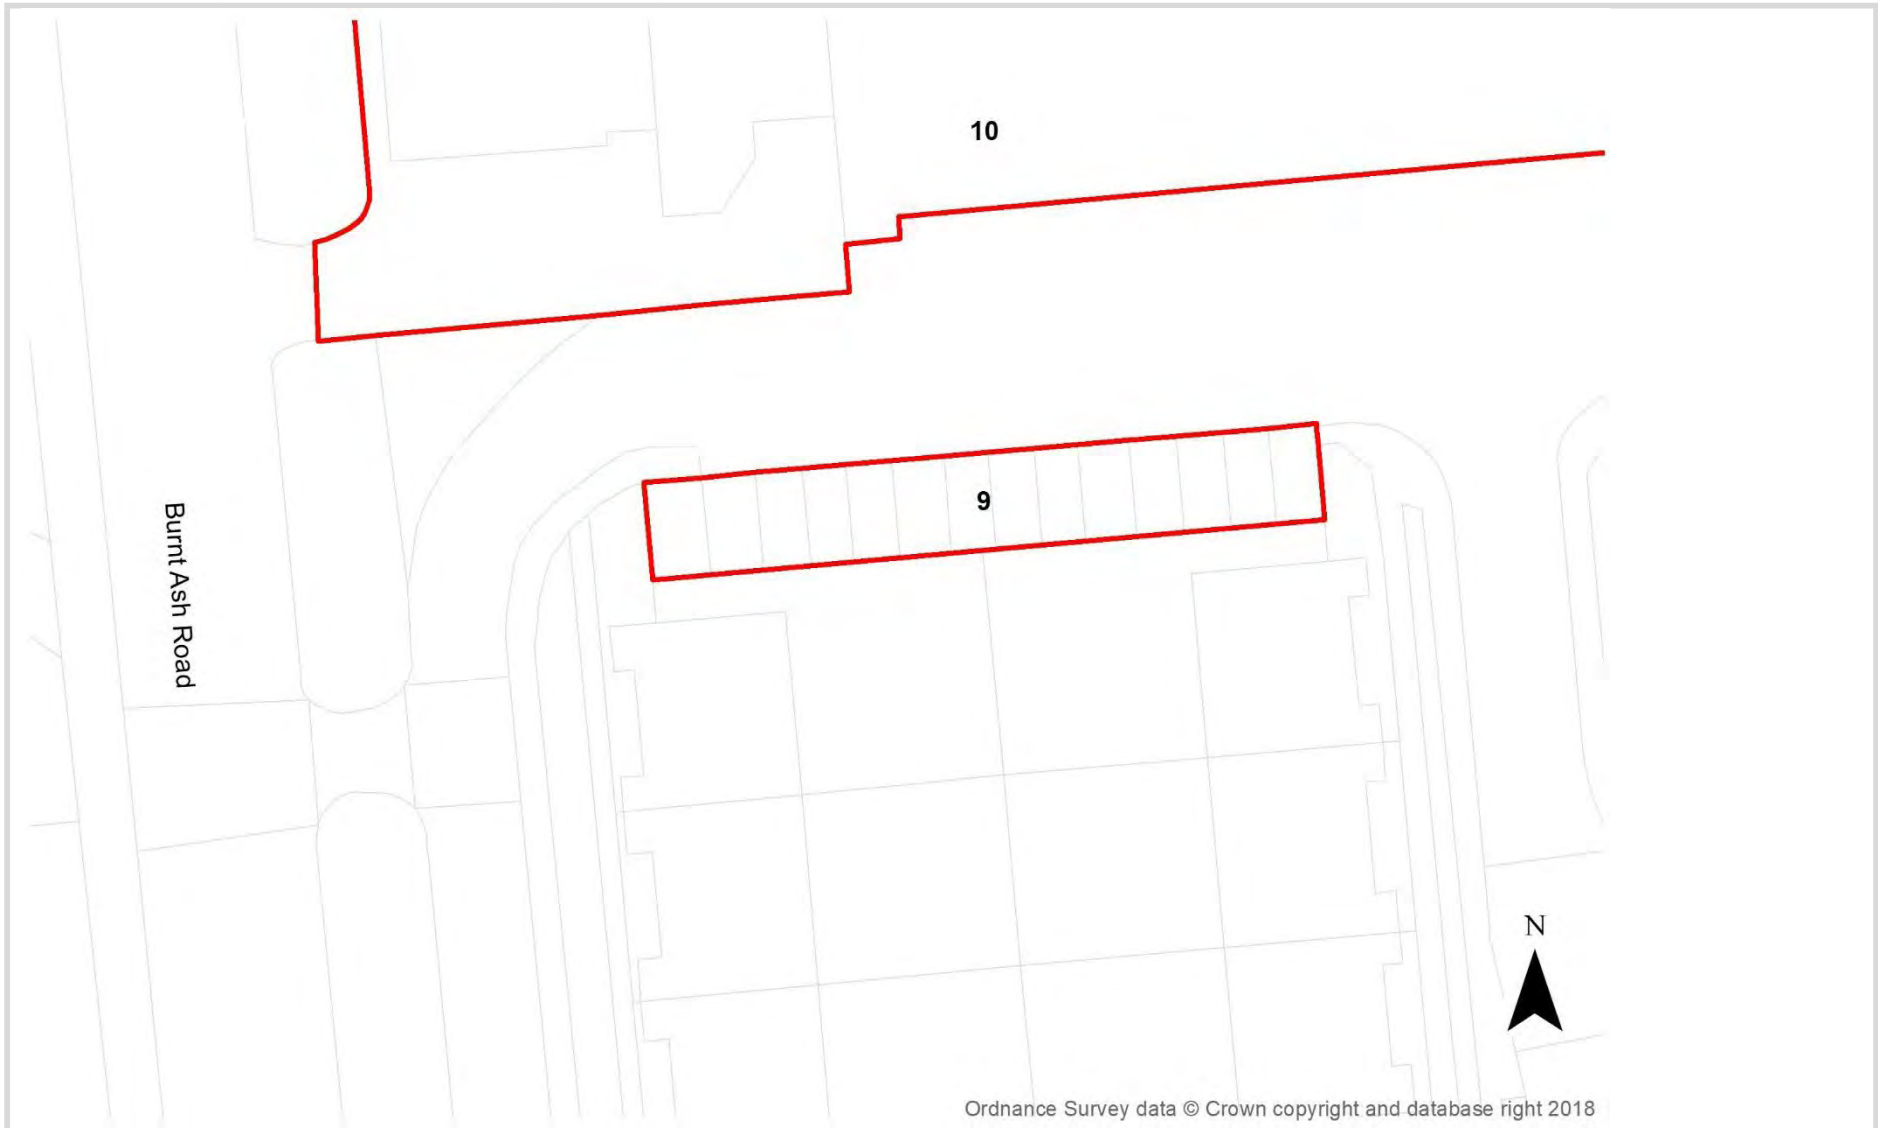 10
9
Burnt Ash Road
N
Ordnance Survey data © Crown copyright and database right 2018